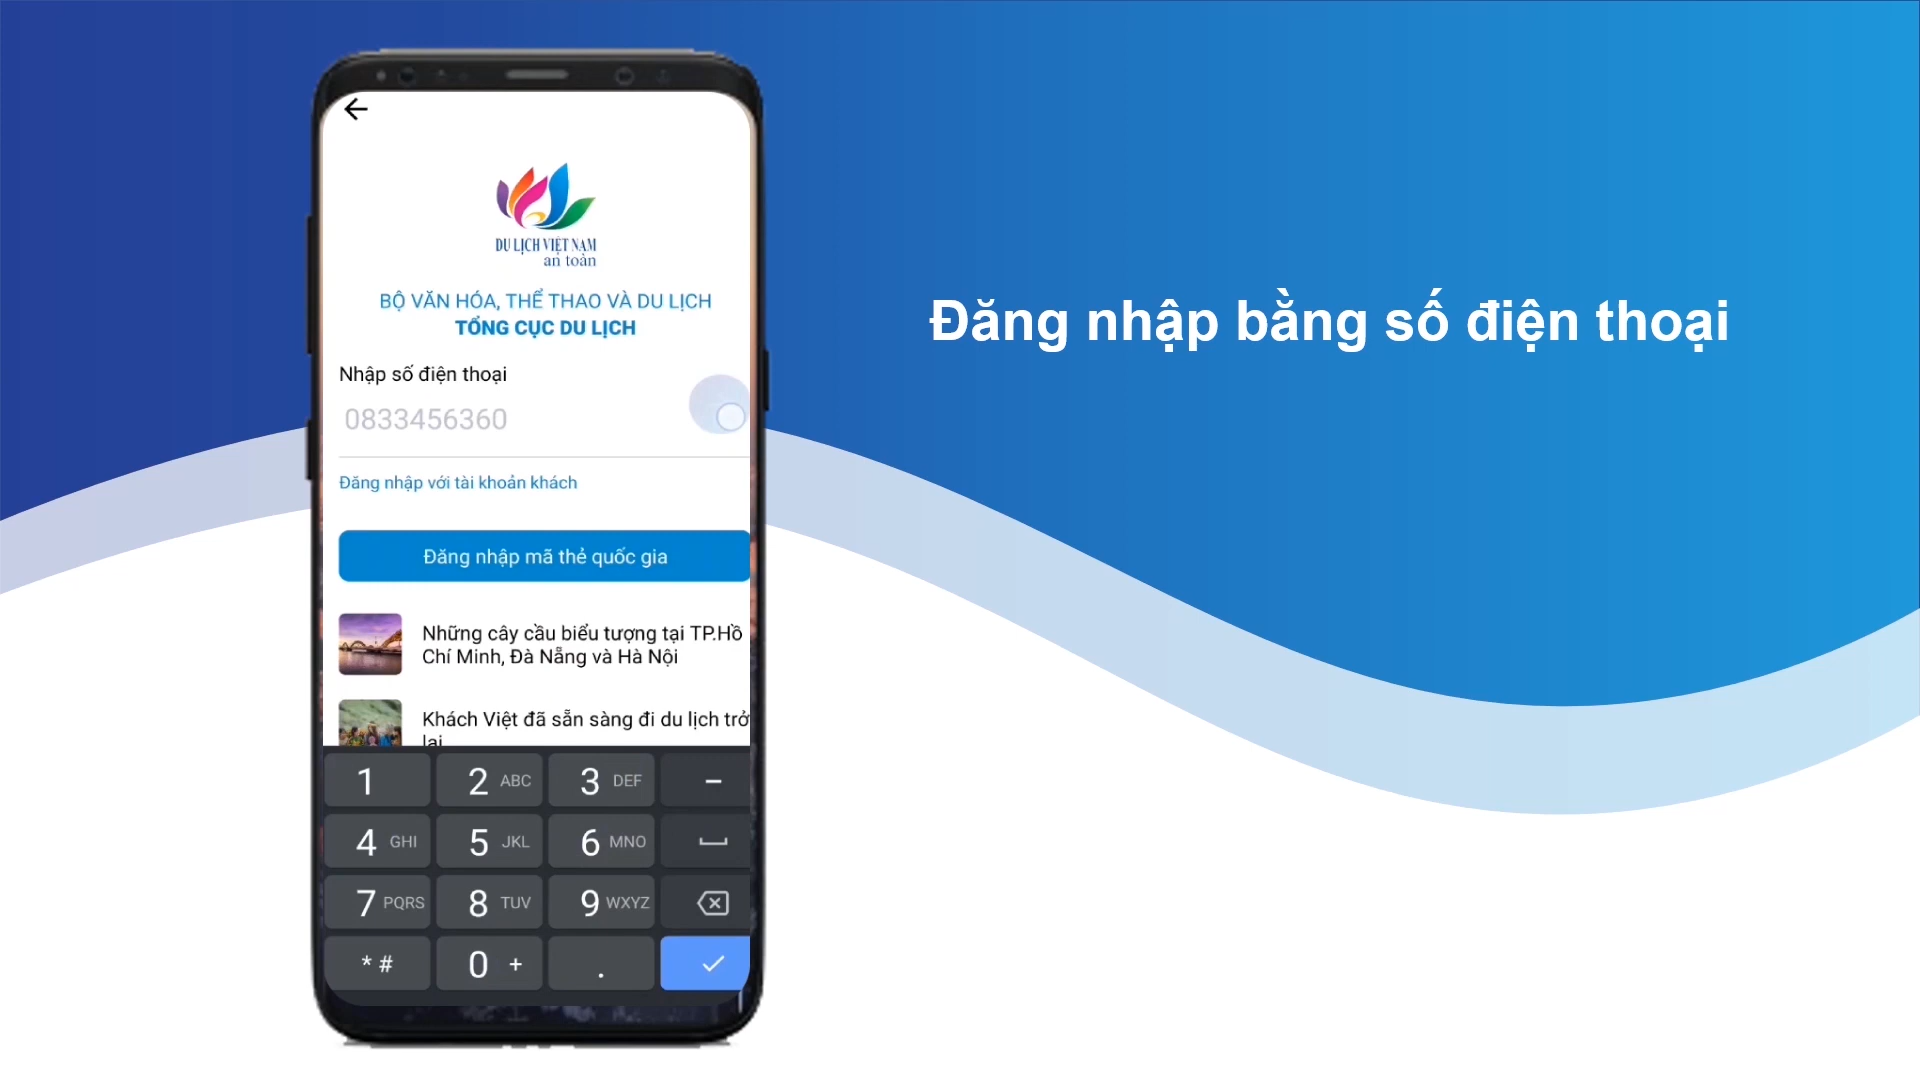 DU LỊCH VIỆT NAM
an toàn
BỘ VĂN HÓA, THỂ THAO VÀ DU LỊCH
TỔNG CỤC DU LỊCH
Nhập số điện thoại
0833456360
Đăng nhập với tài khoản khách
Đăng nhập mã thẻ quốc gia
Những cây cầu biểu tượng tại TP.Hồ
Chí Minh, Đà Nẵng và Hà Nội
Khách Việt đã sẵn sàng đi du lịch trở
lại
1 2 ABC 3 DEF –
4 GHI 5 JKL 6 MNO
7 PQRS 8 TUV 9 WXYZ
* # 0 + .
Đăng nhập bằng số điện thoại